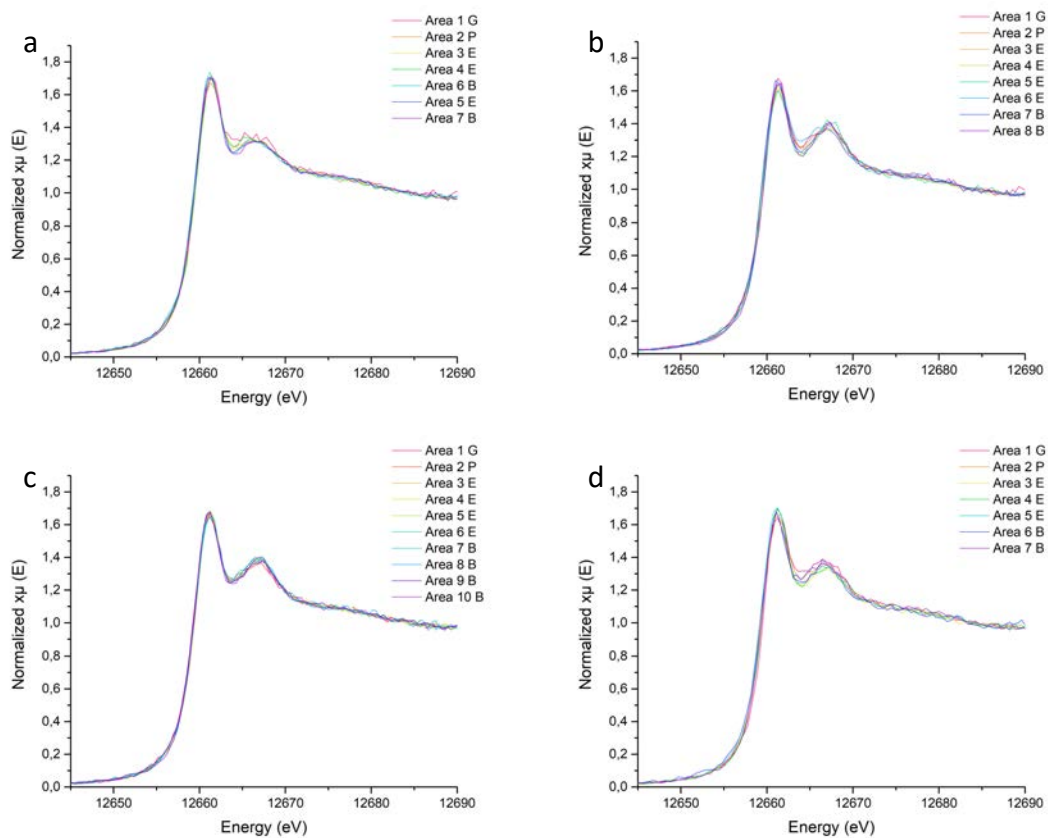 a
Area 1 G
Area 2 P
Area 3 E
Area 4 E
Area 6 B
Area 5 E
Area 7 B
1,8
1,6
1,4
1,2
1,0
0,8
0,6
0,4
0,2
0,0
Normalized xµ (E)
12650
12660
12670
12680
12690
Energy (eV)
b
Area 1 G
Area 2 P
Area 3 E
Area 4 E
Area 5 E
Area 6 E
Area 7 B
Area 8 B
1,8
1,6
1,4
1,2
1,0
0,8
0,6
0,4
0,2
0,0
Normalized xµ (E)
12650
12660
12670
12680
12690
Energy (eV)
c
Area 1 G
Area 2 P
Area 3 E
Area 4 E
Area 5 E
Area 6 E
Area 7 B
Area 8 B
Area 9 B
Area 10 B
1,8
1,6
1,4
1,2
1,0
0,8
0,6
0,4
0,2
0,0
Normalized xµ (E)
12650
12660
12670
12680
12690
Energy (eV)
d
Area 1 G
Area 2 P
Area 3 E
Area 4 E
Area 5 E
Area 6 B
Area 7 B
1,8
1,6
1,4
1,2
1,0
0,8
0,6
0,4
0,2
0,0
Normalized xµ (E)
12650
12660
12670
12680
12690
Energy (eV)